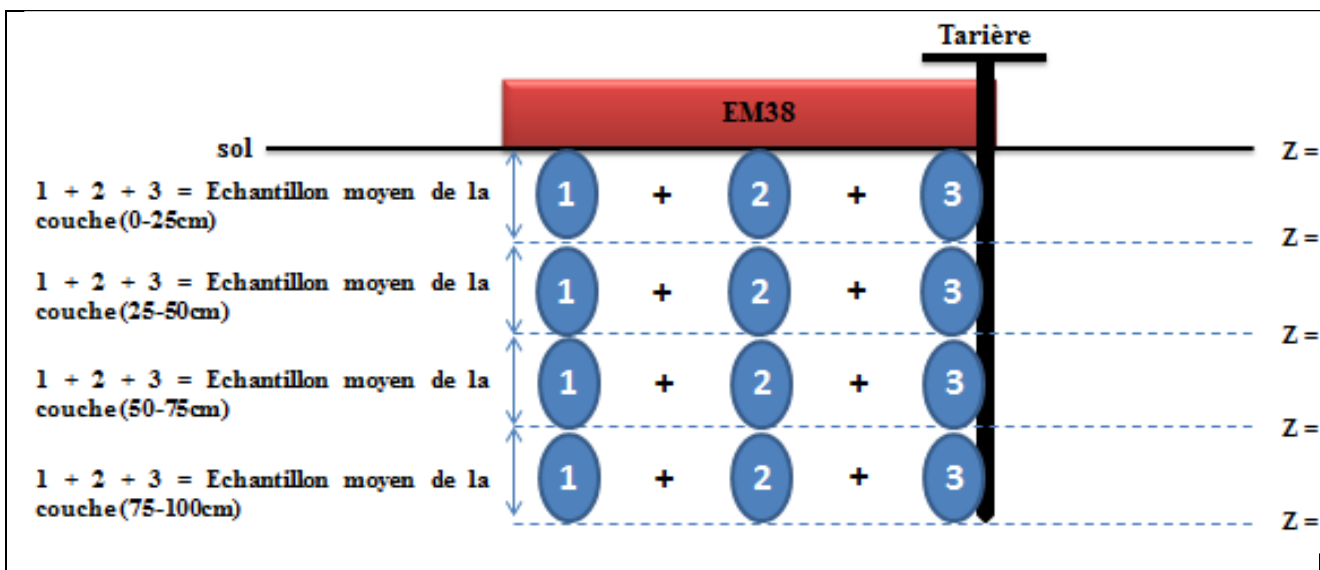 Tarière
EM38
sol
Z =
1 + 2 + 3 = Echantillon moyen de la
couche (0-25cm)
1 + 2 + 3
Z =
1 + 2 + 3 = Echantillon moyen de la
couche (25-50cm)
1 + 2 + 3
Z =
1 + 2 + 3 = Echantillon moyen de la
couche (50-75cm)
1 + 2 + 3
Z =
1 + 2 + 3 = Echantillon moyen de la
couche (75-100cm)
1 + 2 + 3
Z =